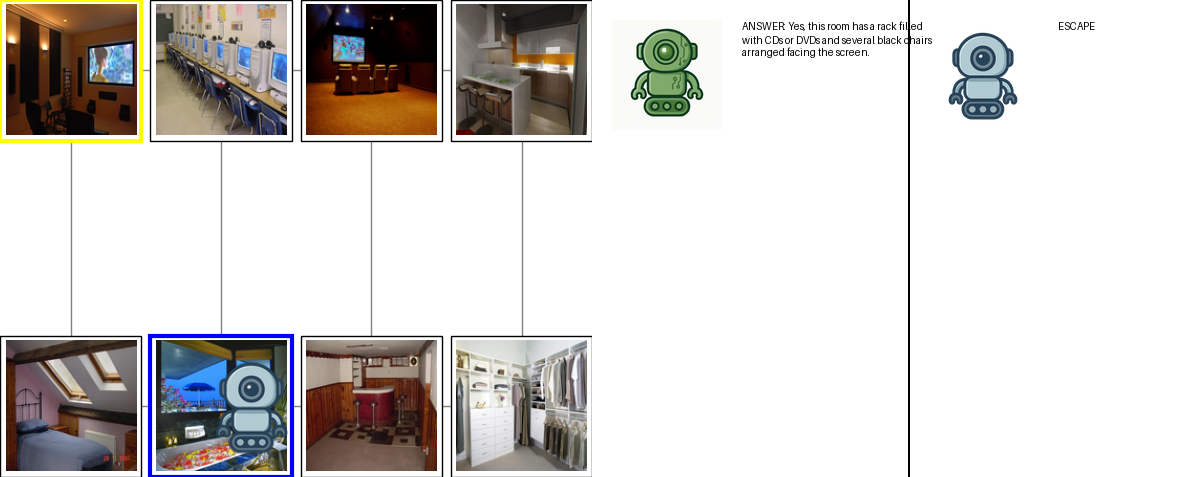 ANSWER: Yes, this room has a rack filled
with CDs or DVDs and several black chairs
arranged facing the screen.
ESCAPE